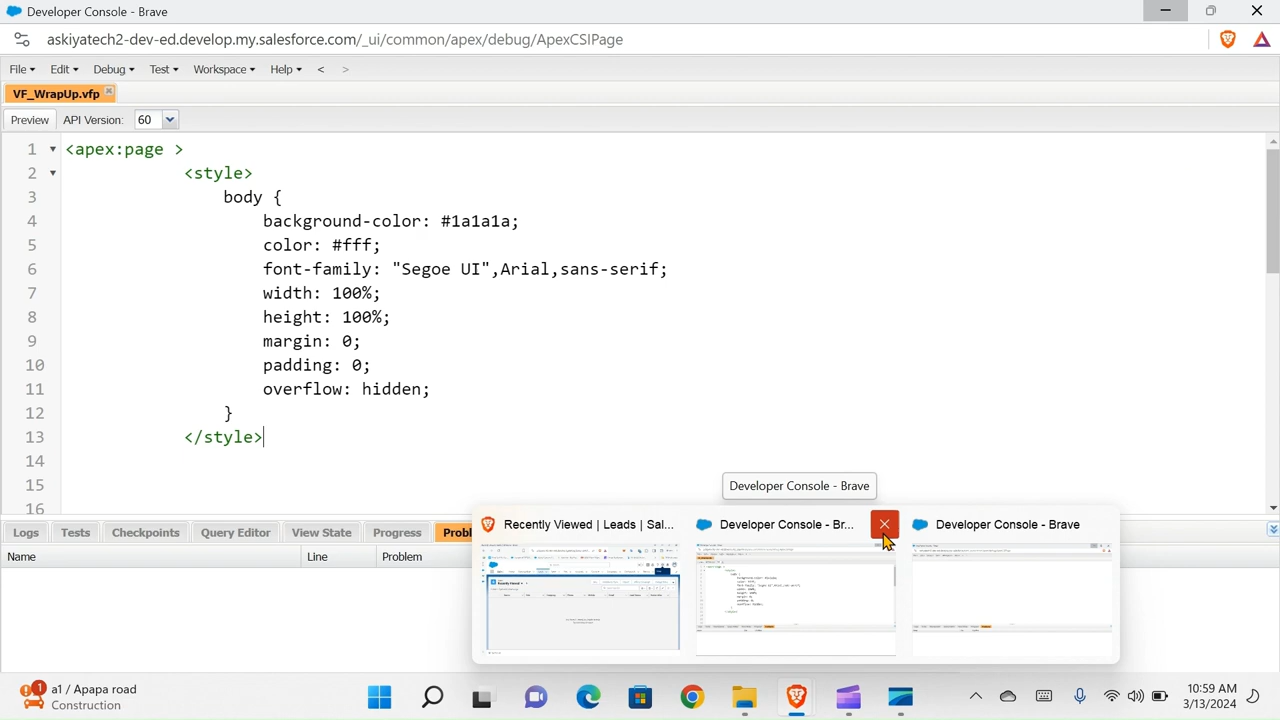 Developer Console - Brave
askiyatech2-dev-ed.develop.my.salesforce.com/_ui/common/apex/debug/ApexCSIPage
File Edit Debug Test Workspace Help < >
VF_WrapUp.vfp
Preview API Version: 60
1 <apex:page >
2 <style>
3 body {
4 background-color: #1a1a1a;
5 color: #fff;
6 font-family: "Segoe UI",Arial,sans-serif;
7 width: 100%;
8 height: 100%;
9 margin: 0;
10 padding: 0;
11 overflow: hidden;
12 }
13 </style>
14
15
16
Developer Console - Brave
Logs Tests Checkpoints Query Editor View State Progress Probl
Name Line Problem
Recently Viewed | Leads | Sal... Developer Console - Br... Developer Console - Brave
1 a1 / Apapa road
Construction
10:59 AM
3/13/2024